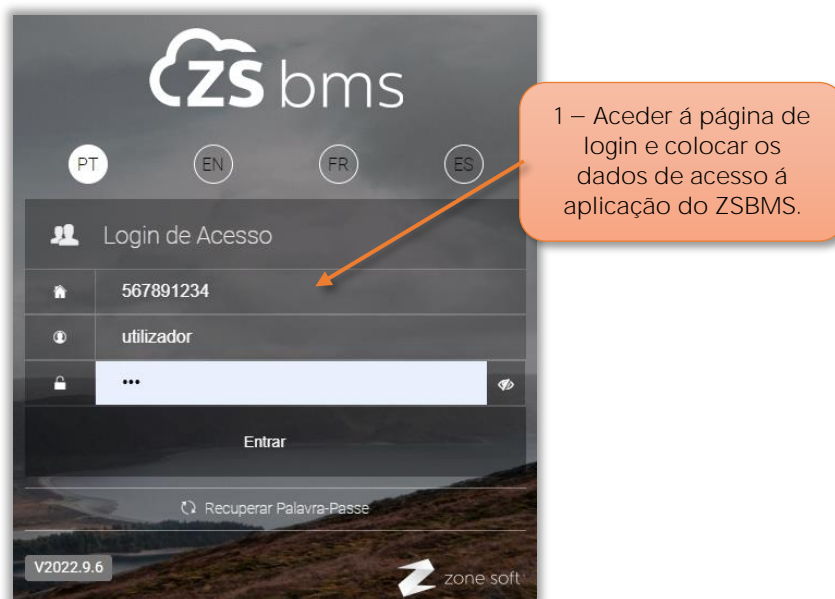 ZS bms
PT EN FR ES
Login de Acesso
567891234
utilizador
•••
Entrar
Recuperar Palavra-Passe
V2022.9.6
zone soft
1 – Aceder á página de
login e colocar os
dados de acesso á
aplicação do ZSBMS.